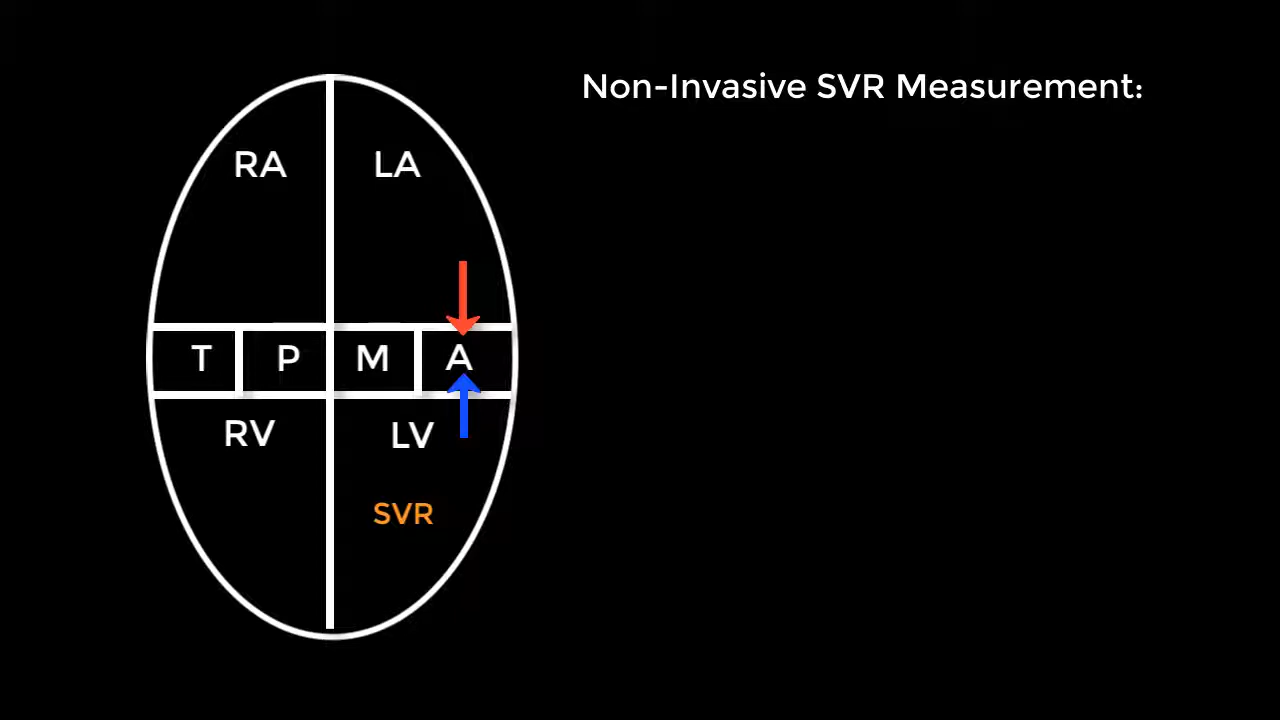 Non-Invasive SVR Measurement:
RA LA
T P M A
RV LV
SVR